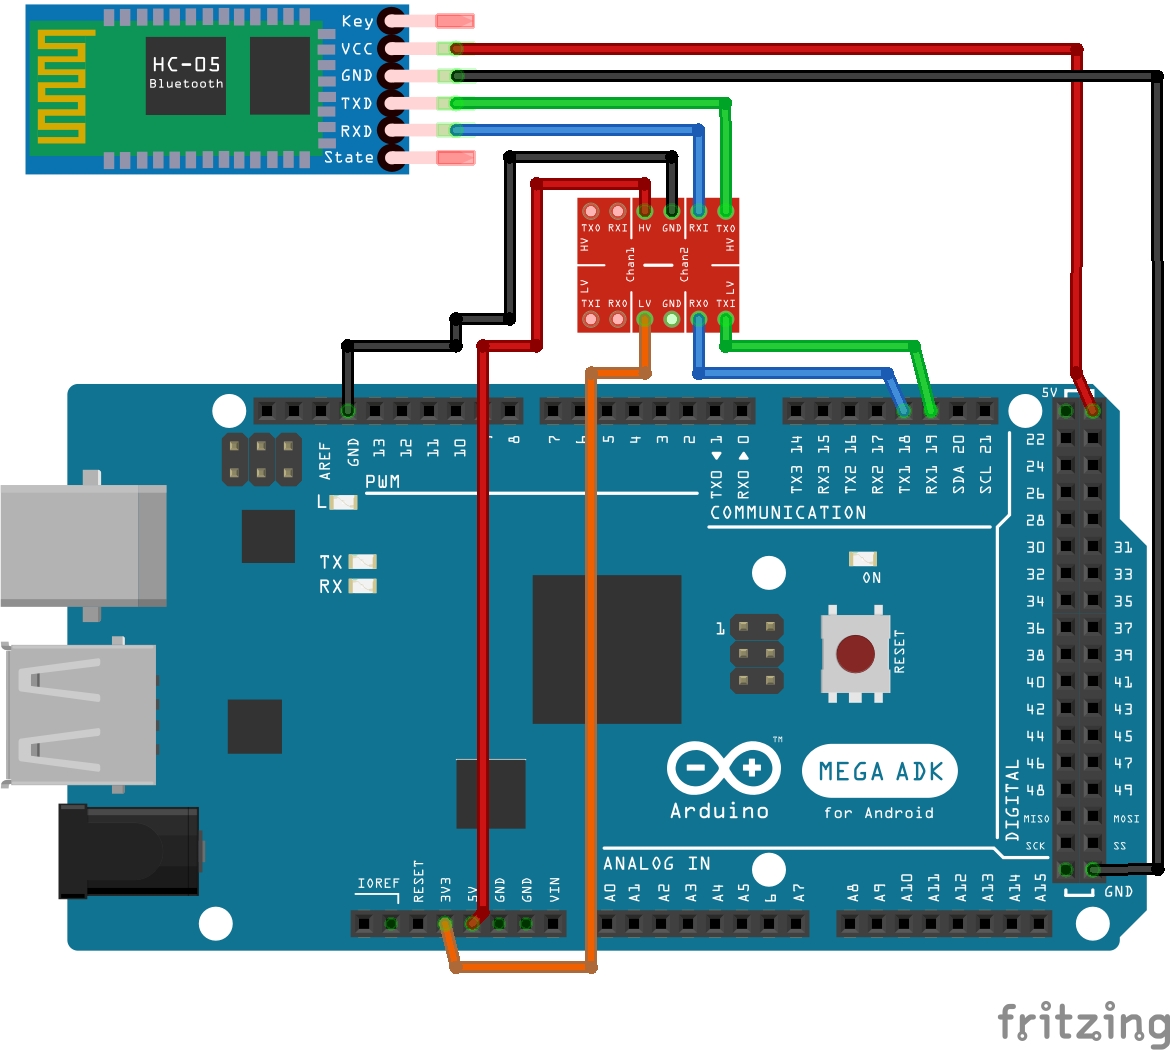 Key
VCC
GND
TXD
RXD
State
HC-05
Bluetooth
TXO RXI HV GND RXI TXO
HV
HV
Chan1
Chan2
LV
LV
TXI RXO LV GND RXO TXI
5V
AREF
GND
13
12
11
10
8
7
6
5
4
3
2
TX0 ◀ 1
RX0 ▶ 0
TX3 14
RX3 15
TX2 16
RX2 17
TX1 18
RX1 19
SDA 20
SCL 21
PWM
COMMUNICATION
L
TX
RX
ON
1
RESET
22
24
26
28
30 31
32 33
34 35
36 37
38 39
40 41
42 43
44 45
46 47
48 49
MISO MOSI
SCK SS
GND
DIGITAL
TM
MEGA ADK
Arduino
for Android
ANALOG IN
IOREF
RESET
3V3
5V
GND
GND
VIN
A0
A1
A2
A3
A4
A5
6
A7
A8
A9
A10
A11
A12
A13
A14
A15
fritzing